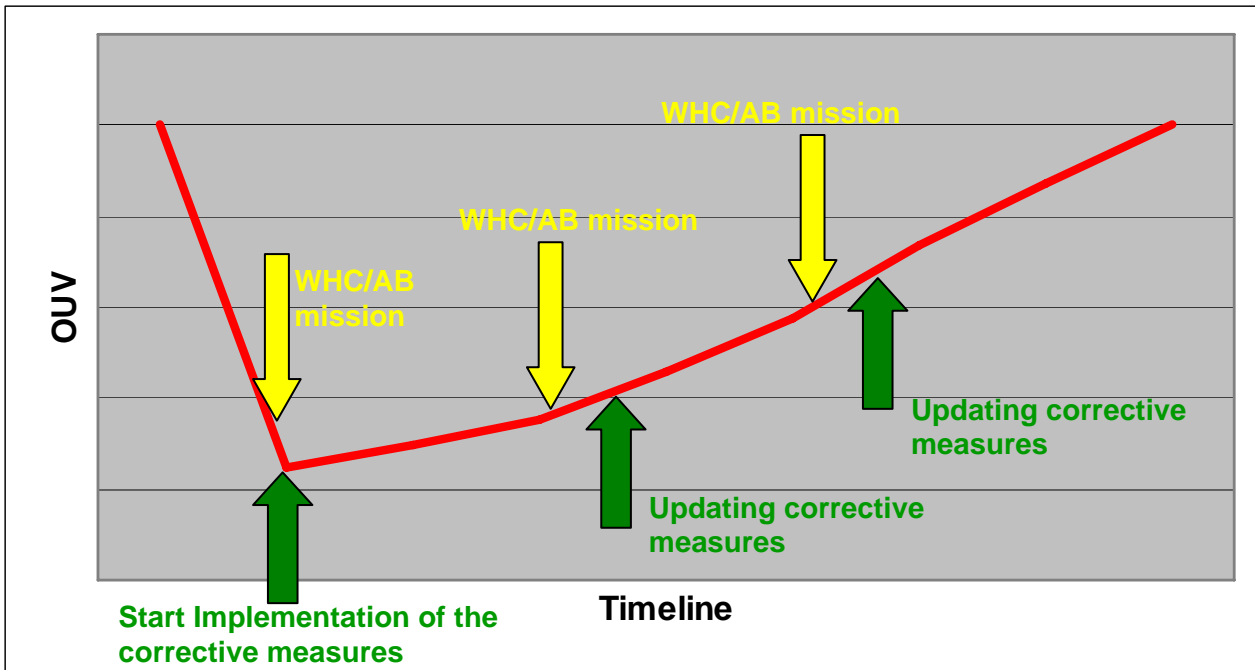 WHC/AB mission
WHC/AB mission
WHC/AB
mission
OUV
Updating corrective
measures
Updating corrective
measures
Timeline
Start Implementation of the
corrective measures